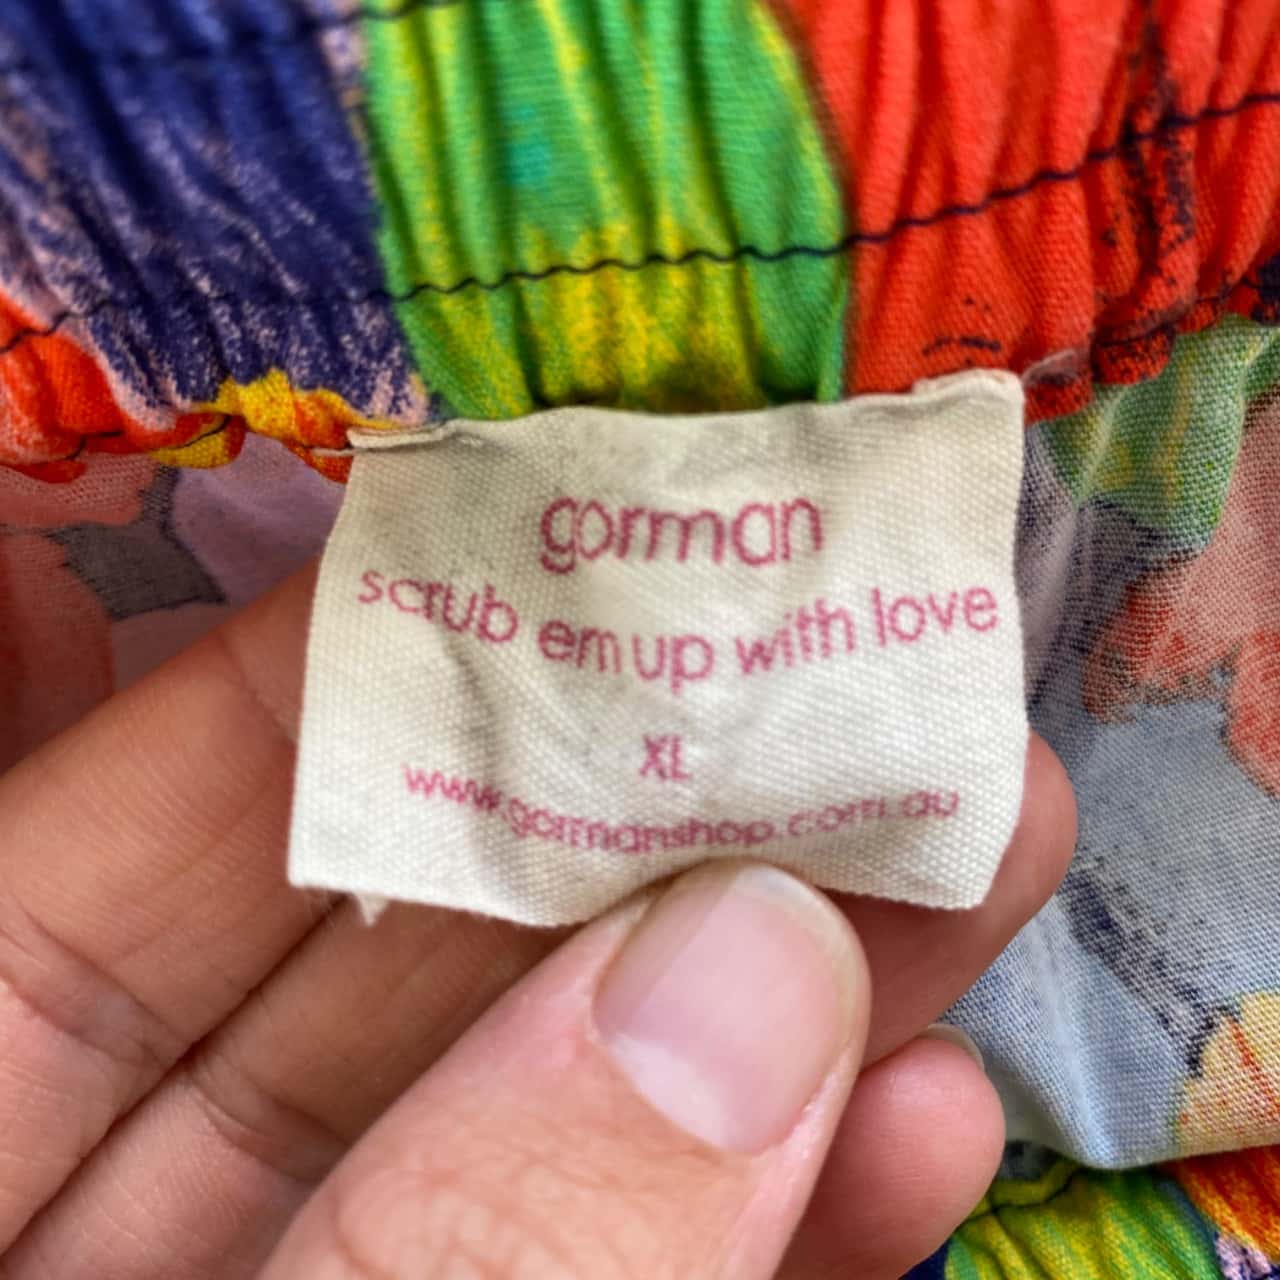 gorman
scrub em up with love
XL
www.gormanshop.com.au